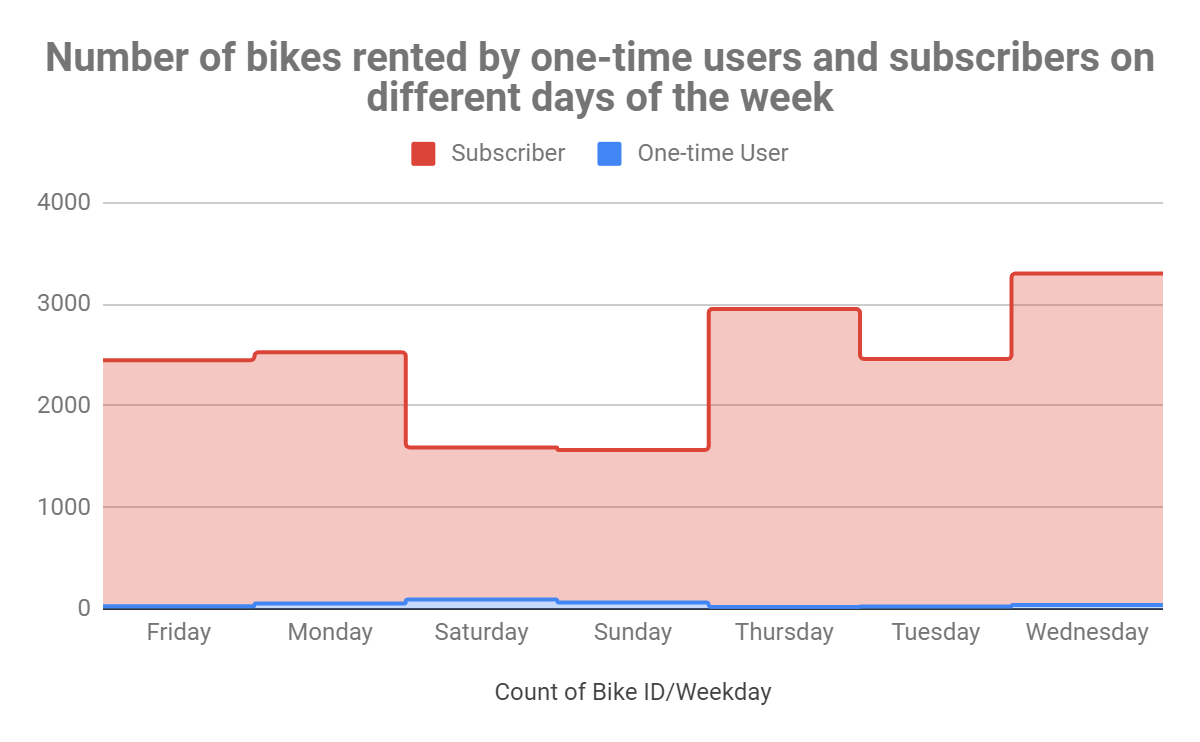 Number of bikes rented by one-time users and subscribers on
different days of the week
Subscriber One-time User
4000
3000
2000
1000
0
Friday Monday Saturday Sunday Thursday Tuesday Wednesday
Count of Bike ID/Weekday